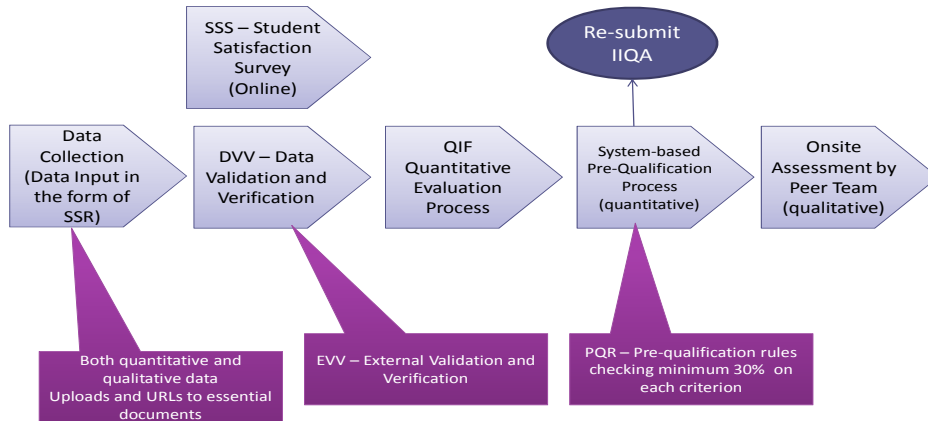 SSS – Student
Satisfaction
Survey
(Online)
Re-submit
IIQA
Data
Collection
(Data Input in
the form of
SSR)
DVV – Data
Validation and
Verification
QIF
Quantitative
Evaluation
Process
System-based
Pre-Qualification
Process
(quantitative)
Onsite
Assessment by
Peer Team
(qualitative)
Both quantitative and
qualitative data
Uploads and URLs to essential
documents
EVV – External Validation and
Verification
PQR – Pre-qualification rules
checking minimum 30% on
each criterion